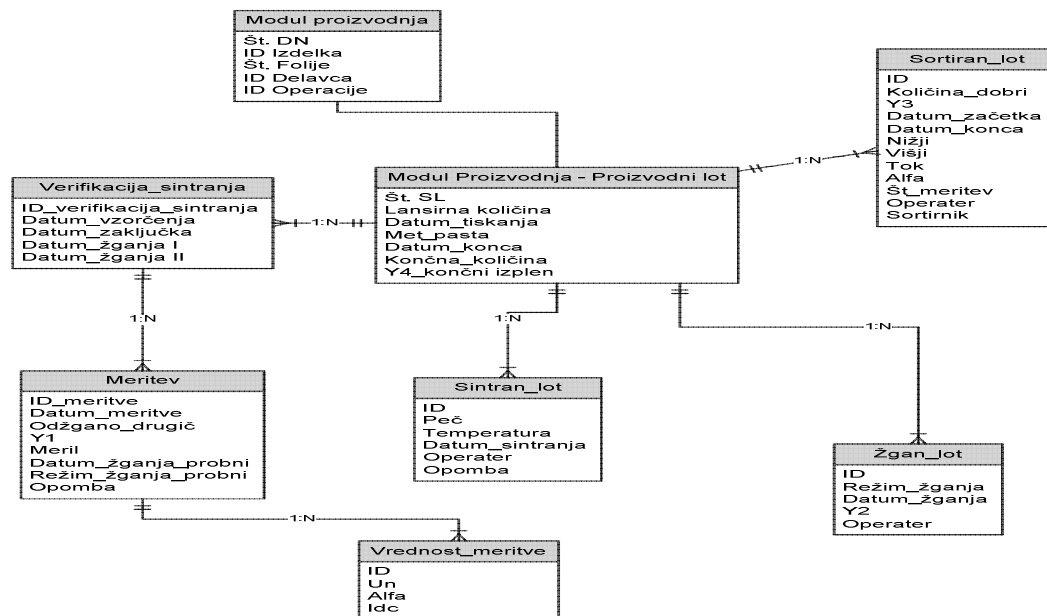 Modul proizvodnja
Št. DN
ID Izdelka
Št. Folije
ID Delavca
ID Operacije
Sortiran_lot
ID
Količina_dobri
Y3
Datum_začetka
Datum_konca
Nižji
Višji
Tok
Alfa
Št_meritev
Operater
Sortirnik
1:N
Verifikacija_sintranja
ID_verifikacija_sintranja
Datum_vzorčenja
Datum_zaključka
Datum_žganja I
Datum_žganja II
1:N
Modul Proizvodnja - Proizvodni lot
Št. SL
Lansirna količina
Datum_tiskanja
Met_pasta
Datum_konca
Končna_količina
Y4_končni izplen
1:N
1:N
1:N
Meritev
ID_meritve
Datum_meritve
Odžgano_drugič
Y1
Meril
Datum_žganja_probni
Režim_žganja_probni
Opomba
Sintran_lot
ID
Peč
Temperatura
Datum_sintranja
Operater
Opomba
Žgan_lot
ID
Režim_žganja
Datum_žganja
Y2
Operater
1:N
Vrednost_meritve
ID
Un
Alfa
Idc